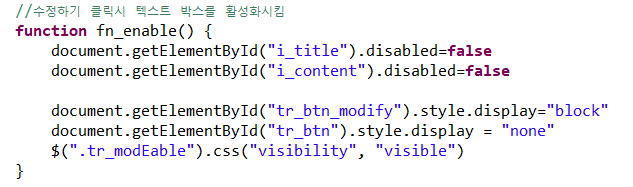 //수정하기 클릭시 텍스트 박스를 활성화시킴
function fn_enable() {
    document.getElementById("i_title").disabled=false
    document.getElementById("i_content").disabled=false
    document.getElementById("tr_btn_modify").style.display="block"
    document.getElementById("tr_btn").style.display = "none"
    $(".tr_modEable").css("visibility", "visible")
}